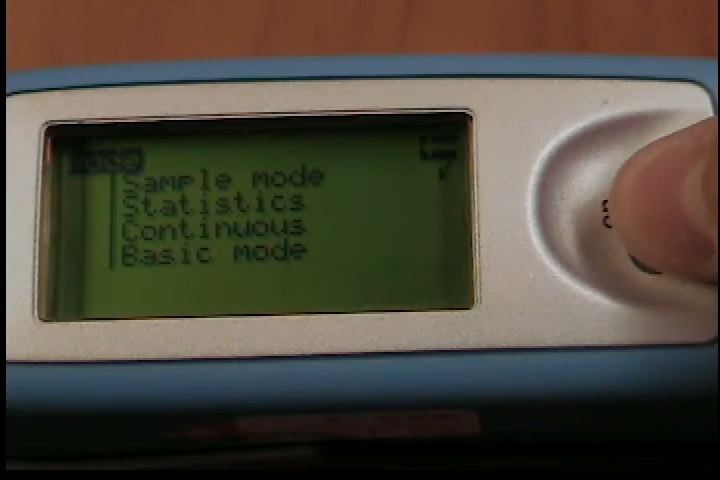 Sample mode
Statistics
Continuous
Basic mode